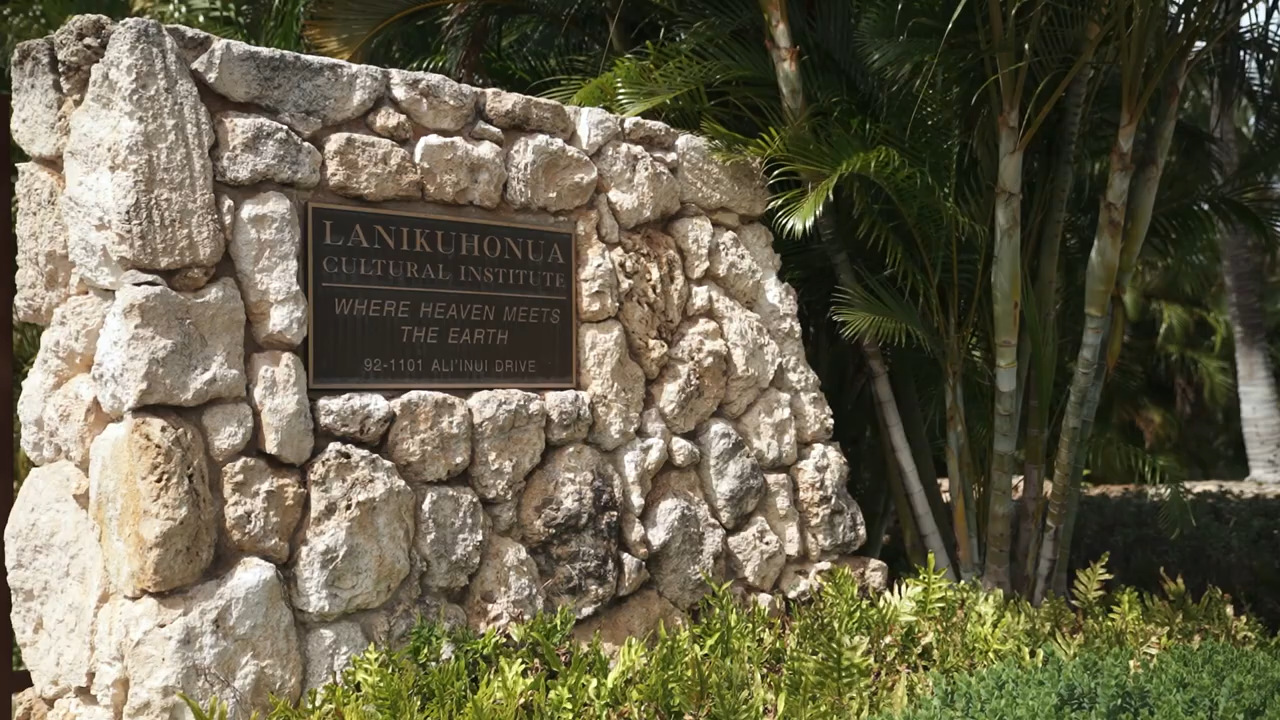 LANIKUHONUA
CULTURAL INSTITUTE
WHERE HEAVEN MEETS
THE EARTH
92-1101 ALI'INUI DRIVE